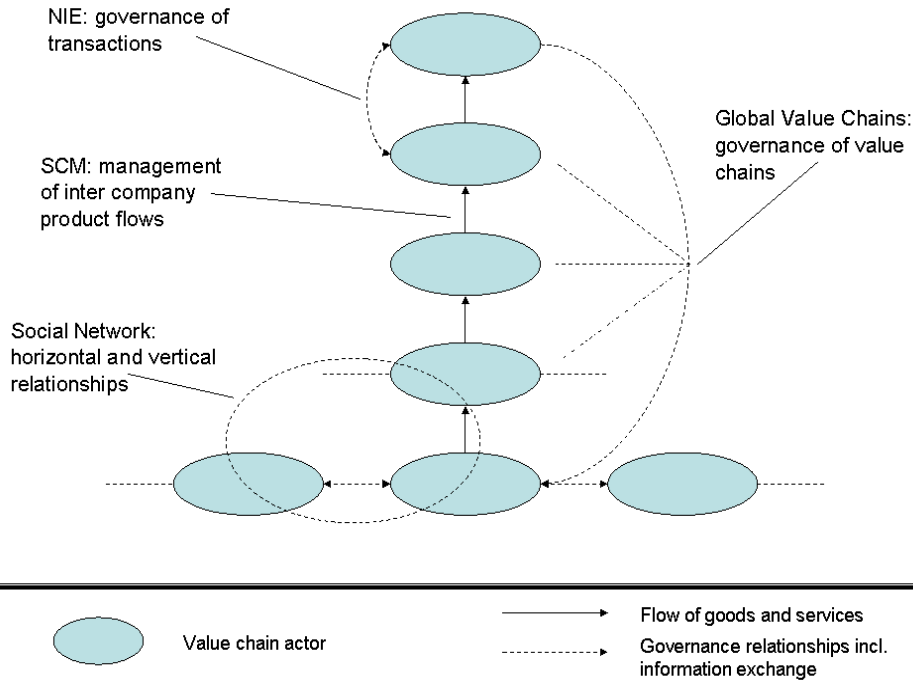 NIE: governance of
transactions
Global Value Chains:
governance of value
chains
SCM: management
of inter company
product flows
Social Network:
horizontal and vertical
relationships
Value chain actor
Flow of goods and services
Governance relationships incl.
information exchange